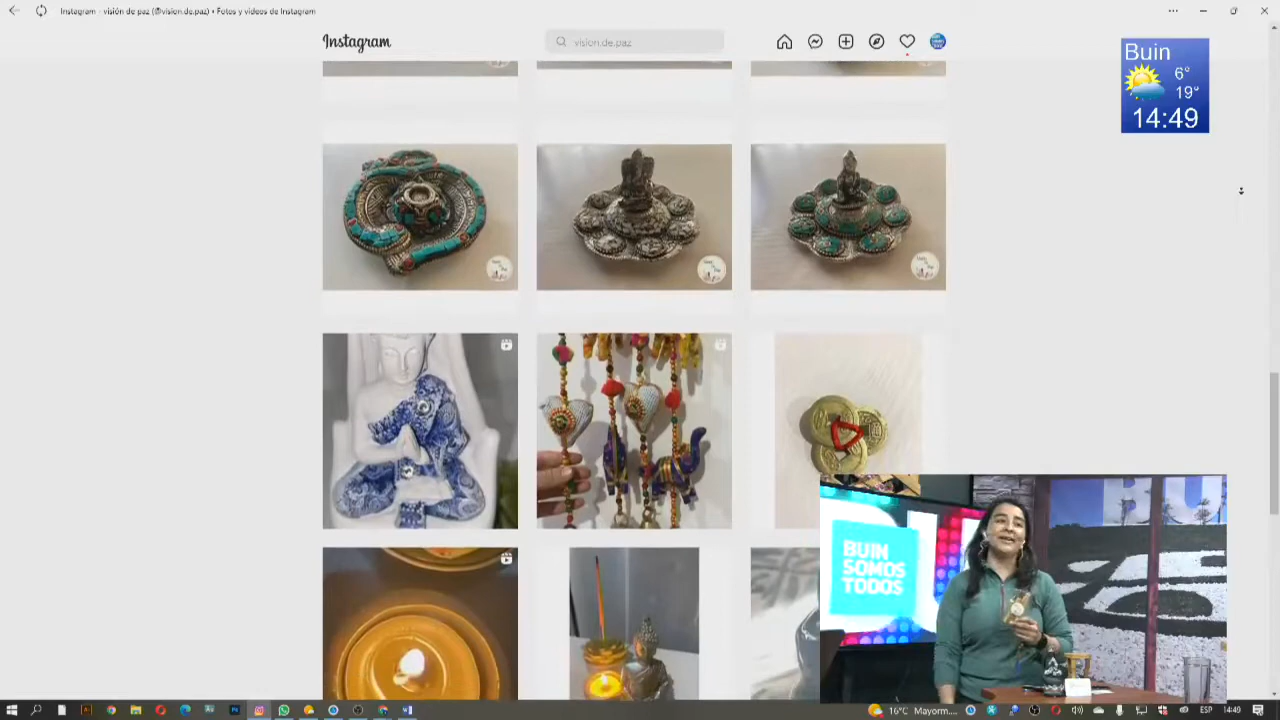 Instagram - visión de paz (@vision.de.paz) • Fotos y videos de Instagram
Instagram
vision.de.paz
Buin
6°
19°
14:49
BUIN
SOMOS
TODOS
16°C Mayorm...
ESP
14:49